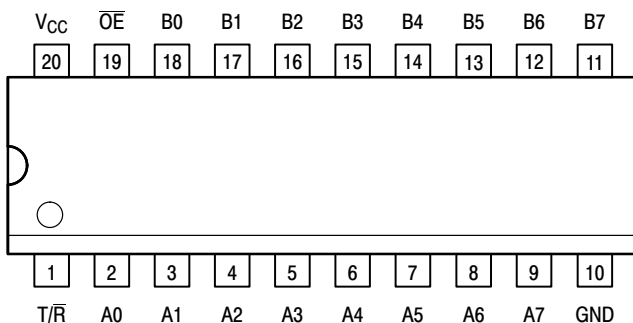 VCC O̅E̅ B0 B1 B2 B3 B4 B5 B6 B7
20 19 18 17 16 15 14 13 12 11
1 2 3 4 5 6 7 8 9 10
T/R̅ A0 A1 A2 A3 A4 A5 A6 A7 GND